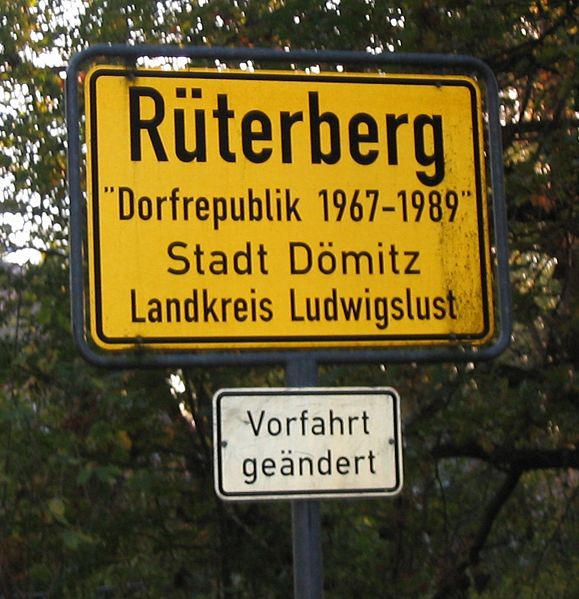 Rüterberg
"Dorfrepublik 1967-1989"
Stadt Dömitz
Landkreis Ludwigslust
Vorfahrt
geändert